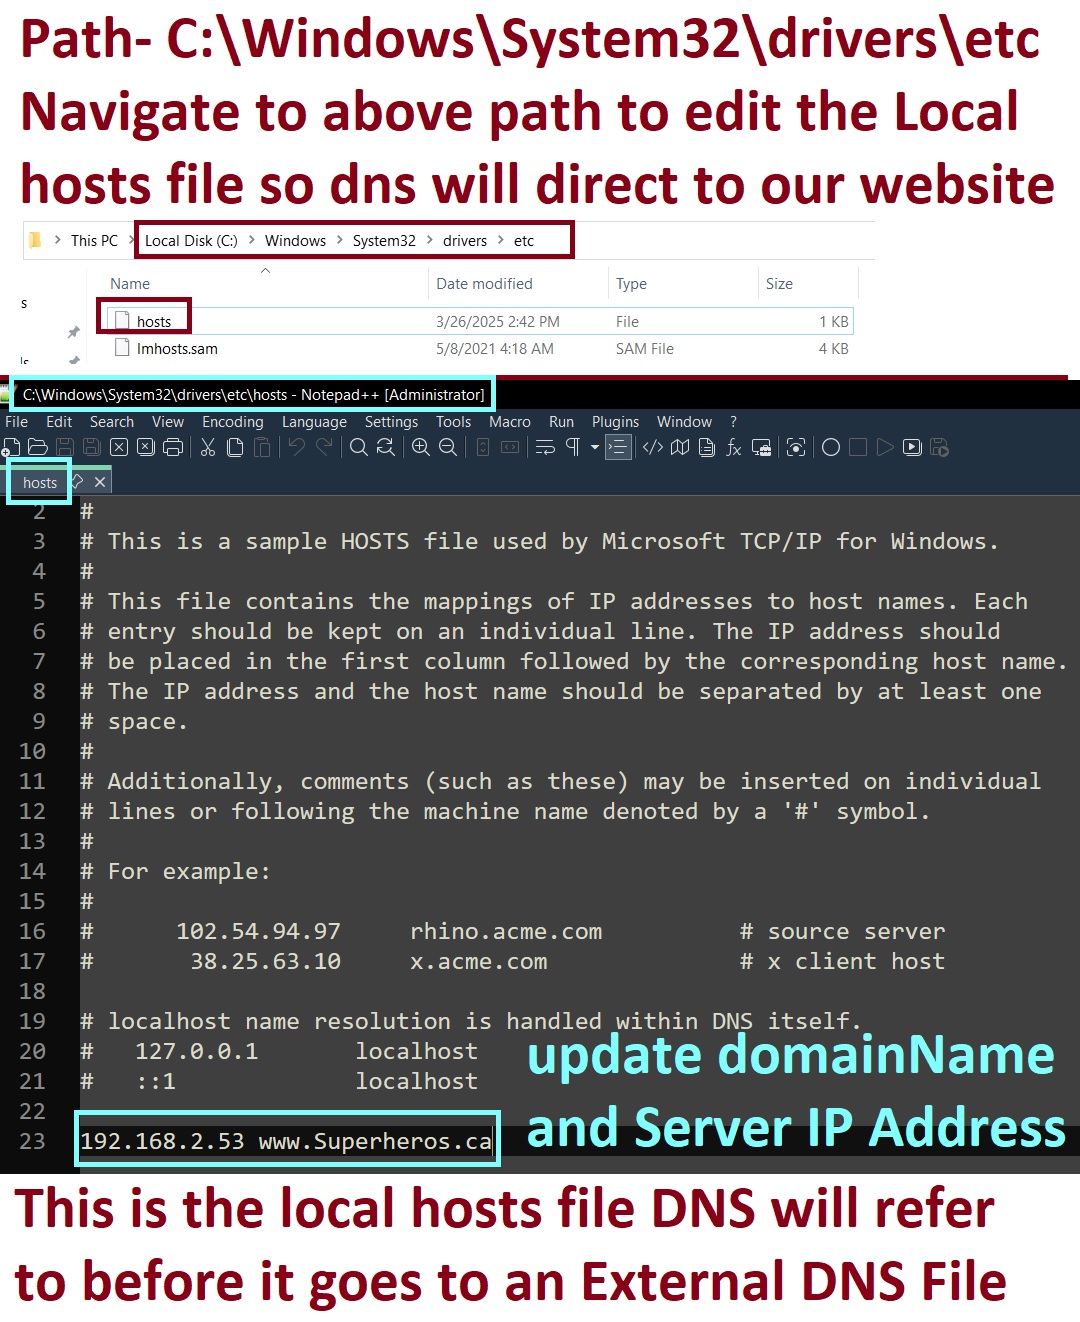 Path- C:\Windows\System32\drivers\etc
Navigate to above path to edit the Local
hosts file so dns will direct to our website
This PC > Local Disk (C:) > Windows > System32 > drivers > etc
Name Date modified Type Size
s
hosts 3/26/2025 2:42 PM File 1 KB
lmhosts.sam 5/8/2021 4:18 AM SAM File 4 KB
C:\Windows\System32\drivers\etc\hosts - Notepad++ [Administrator]
File Edit Search View Encoding Language Settings Tools Macro Run Plugins Window ?
hosts
2 #
3 # This is a sample HOSTS file used by Microsoft TCP/IP for Windows.
4 #
5 # This file contains the mappings of IP addresses to host names. Each
6 # entry should be kept on an individual line. The IP address should
7 # be placed in the first column followed by the corresponding host name.
8 # The IP address and the host name should be separated by at least one
9 # space.
10 #
11 # Additionally, comments (such as these) may be inserted on individual
12 # lines or following the machine name denoted by a '#' symbol.
13 #
14 # For example:
15 #
16 # 102.54.94.97 rhino.acme.com # source server
17 # 38.25.63.10 x.acme.com # x client host
18
19 # localhost name resolution is handled within DNS itself.
20 # 127.0.0.1 localhost
21 # ::1 localhost
22
23 192.168.2.53 www.Superheros.ca
update domainName
and Server IP Address
This is the local hosts file DNS will refer
to before it goes to an External DNS File